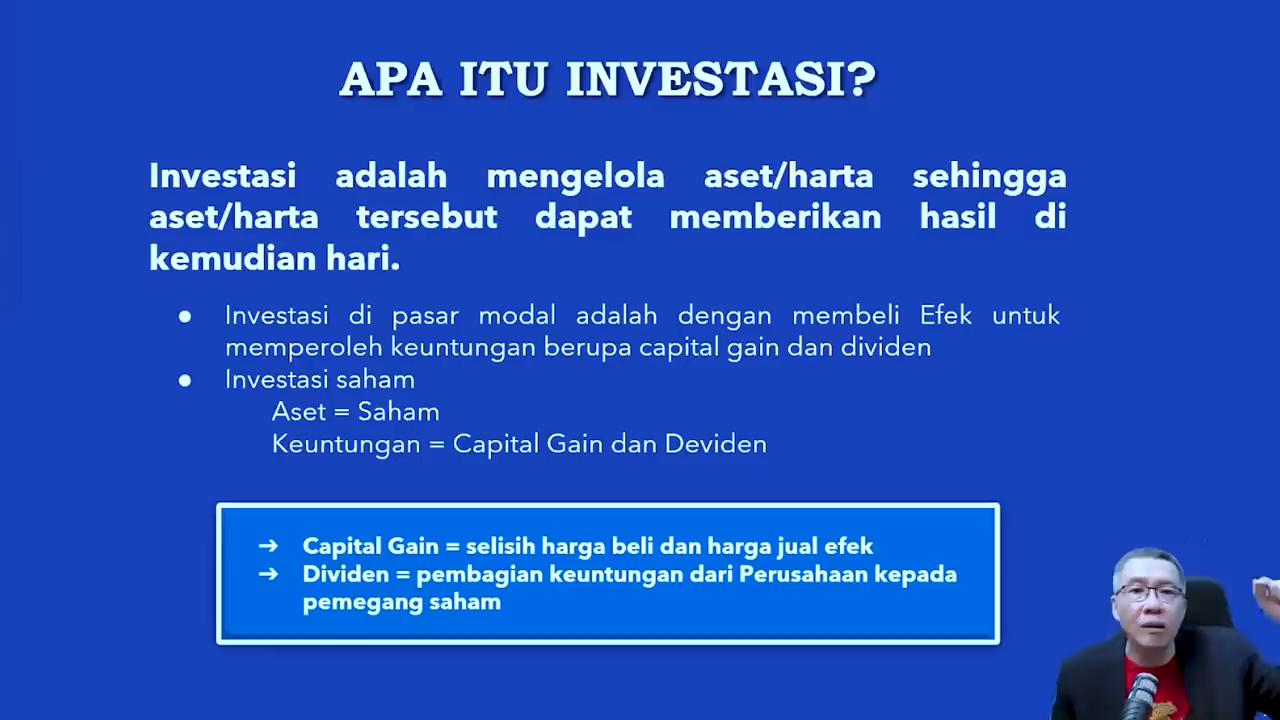 APA ITU INVESTASI?
Investasi adalah mengelola aset/harta sehingga
aset/harta tersebut dapat memberikan hasil di
kemudian hari.
● Investasi di pasar modal adalah dengan membeli Efek untuk
memperoleh keuntungan berupa capital gain dan dividen
● Investasi saham
Aset = Saham
Keuntungan = Capital Gain dan Deviden
➔ Capital Gain = selisih harga beli dan harga jual efek
➔ Dividen = pembagian keuntungan dari Perusahaan kepada
pemegang saham